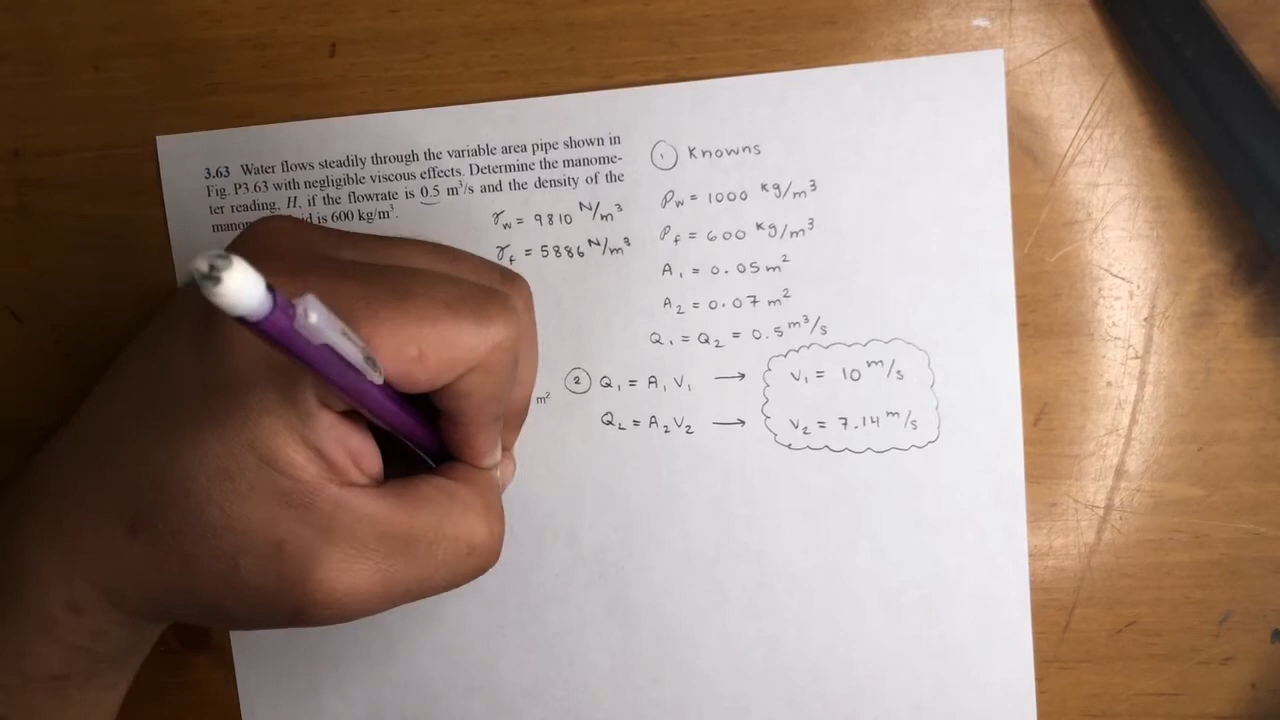 3.63 Water flows steadily through the variable area pipe shown in
Fig. P3.63 with negligible viscous effects. Determine the manome-
ter reading, H, if the flowrate is 0.5 m³/s and the density of the
is 600 kg/m³.
γw = 9810 N/m³
γf = 5886 N/m³
m²
① Knowns
ρw = 1000 kg/m³
ρf = 600 kg/m³
A₁ = 0.05 m²
A₂ = 0.07 m²
Q₁ = Q₂ = 0.5 m³/s
② Q₁ = A₁V₁ → V₁ = 10 m/s
Q₂ = A₂V₂ → V₂ = 7.14 m/s